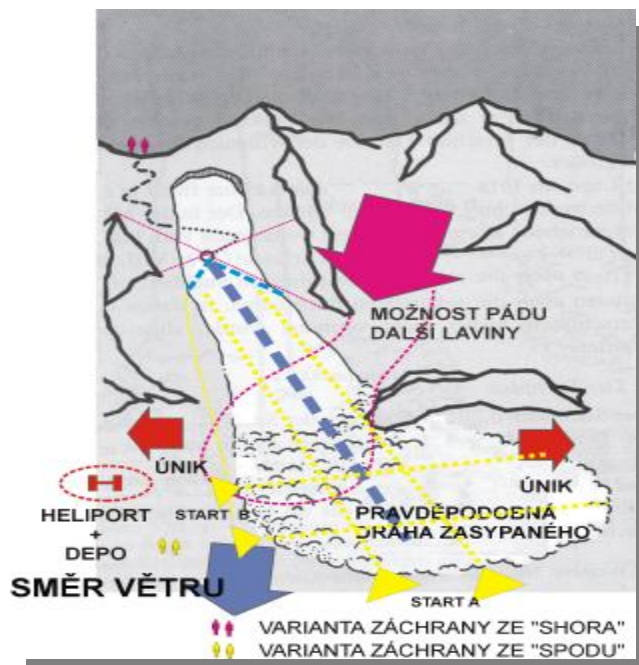 MOŽNOST PÁDU
DALŠÍ LAVINY
ÚNIK
ÚNIK
HELIPORT
+
DEPO
START B
PRAVDĚPODOBNÁ
DRÁHA ZASYPANÉHO
SMĚR VĚTRU
START A
VARIANTA ZÁCHRANY ZE "SHORA"
VARIANTA ZÁCHRANY ZE "SPODU"